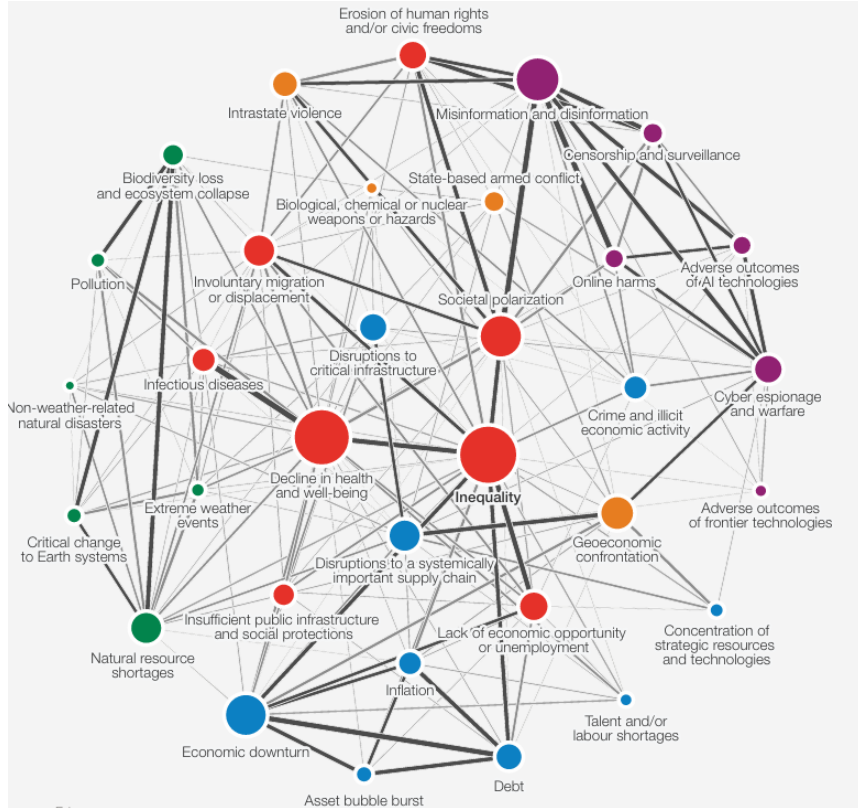 Erosion of human rights
and/or civic freedoms
Intrastate violence
Misinformation and disinformation
Censorship and surveillance
Biodiversity loss
and ecosystem collapse
State-based armed conflict
Biological, chemical or nuclear
weapons or hazards
Pollution
Involuntary migration
or displacement
Online harms
Adverse outcomes
of AI technologies
Societal polarization
Disruptions to
critical infrastructure
Infectious diseases
Non-weather-related
natural disasters
Crime and illicit
economic activity
Cyber espionage
and warfare
Decline in health
and well-being
Inequality
Extreme weather
events
Adverse outcomes
of frontier technologies
Critical change
to Earth systems
Geoeconomic
confrontation
Disruptions to a systemically
important supply chain
Insufficient public infrastructure
and social protections
Lack of economic opportunity
or unemployment
Concentration of
strategic resources
and technologies
Natural resource
shortages
Inflation
Talent and/or
labour shortages
Economic downturn
Debt
Asset bubble burst